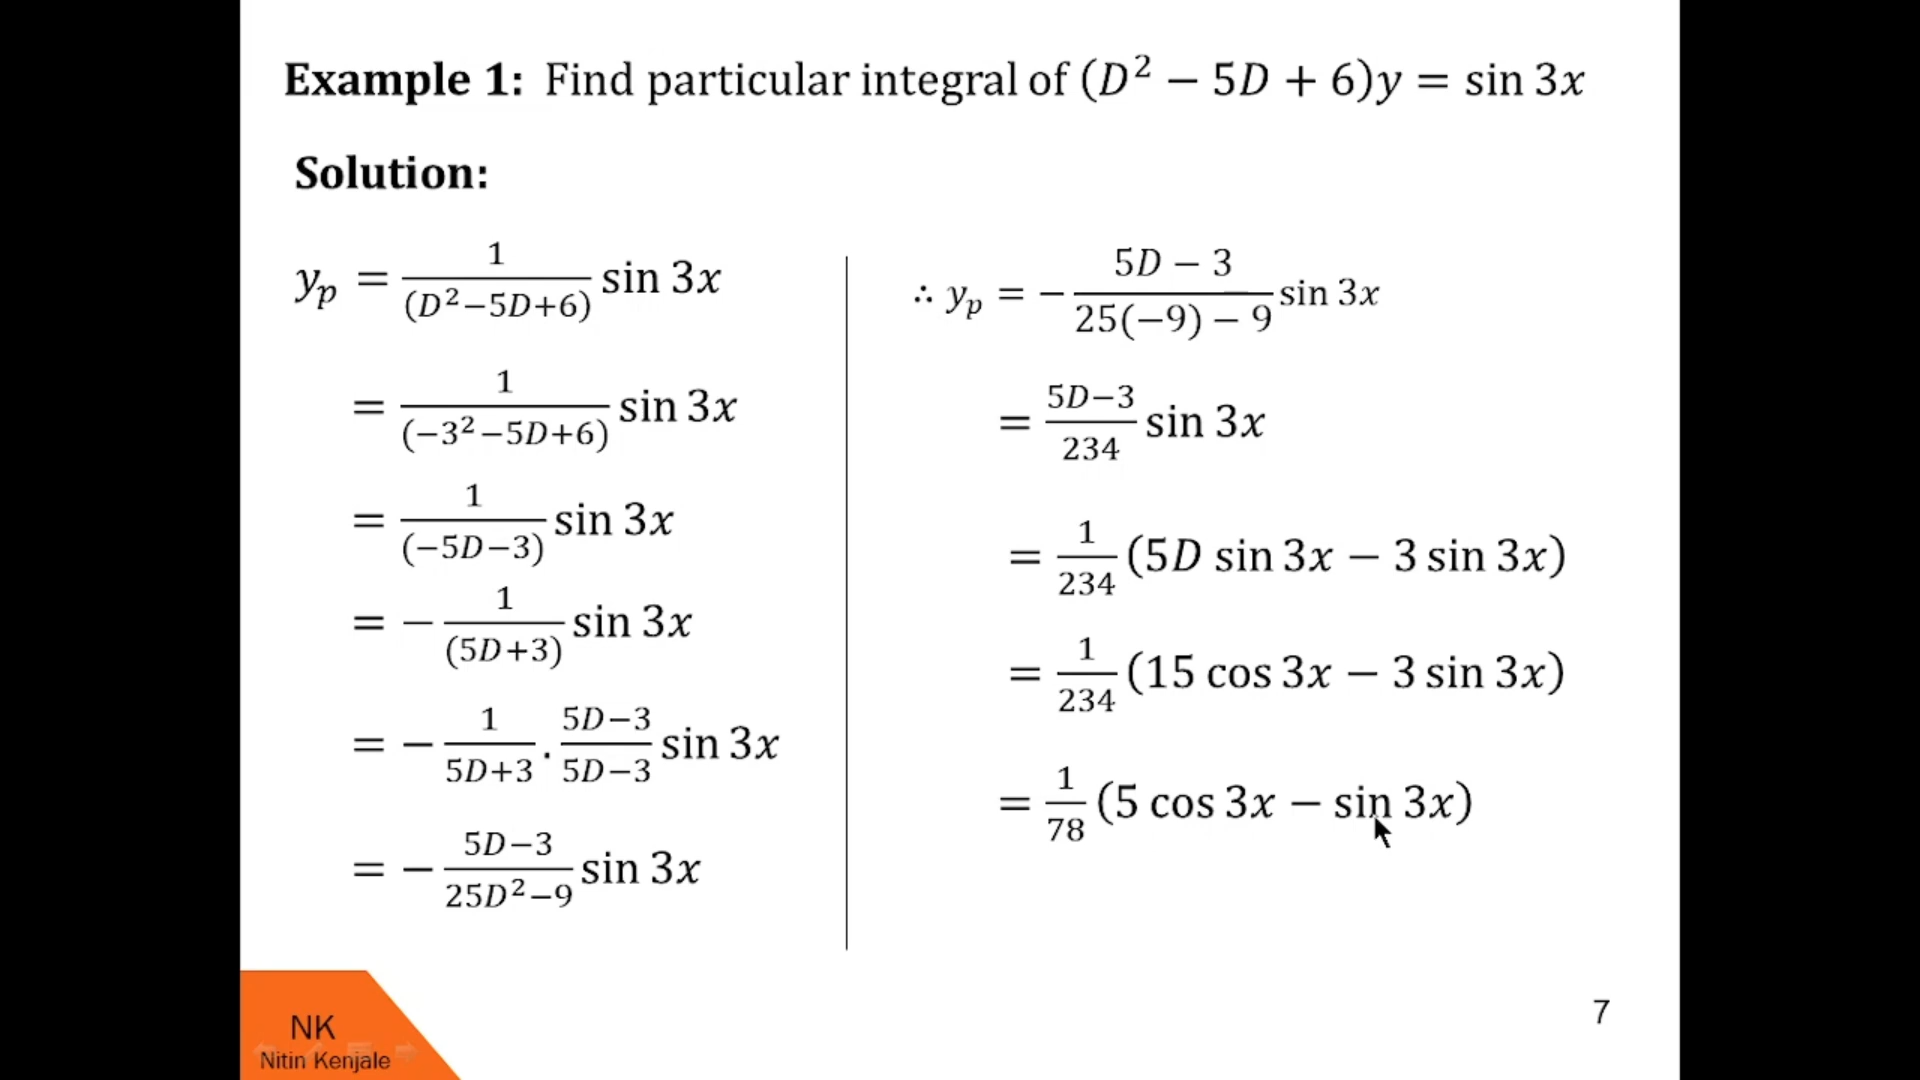 Example 1: Find particular integral of (D² − 5D + 6)y = sin 3x
Solution:
yₚ = 1/(D²−5D+6) sin 3x
= 1/(−3²−5D+6) sin 3x
= 1/(−5D−3) sin 3x
= − 1/(5D+3) sin 3x
= − 1/5D+3 . 5D−3/5D−3 sin 3x
= − 5D−3/25D²−9 sin 3x
∴ yₚ = − 5D − 3/25(−9) − 9 sin 3x
= 5D−3/234 sin 3x
= 1/234 (5D sin 3x − 3 sin 3x)
= 1/234 (15 cos 3x − 3 sin 3x)
= 1/78 (5 cos 3x − sin 3x)
NK
Nitin Kenjale
7